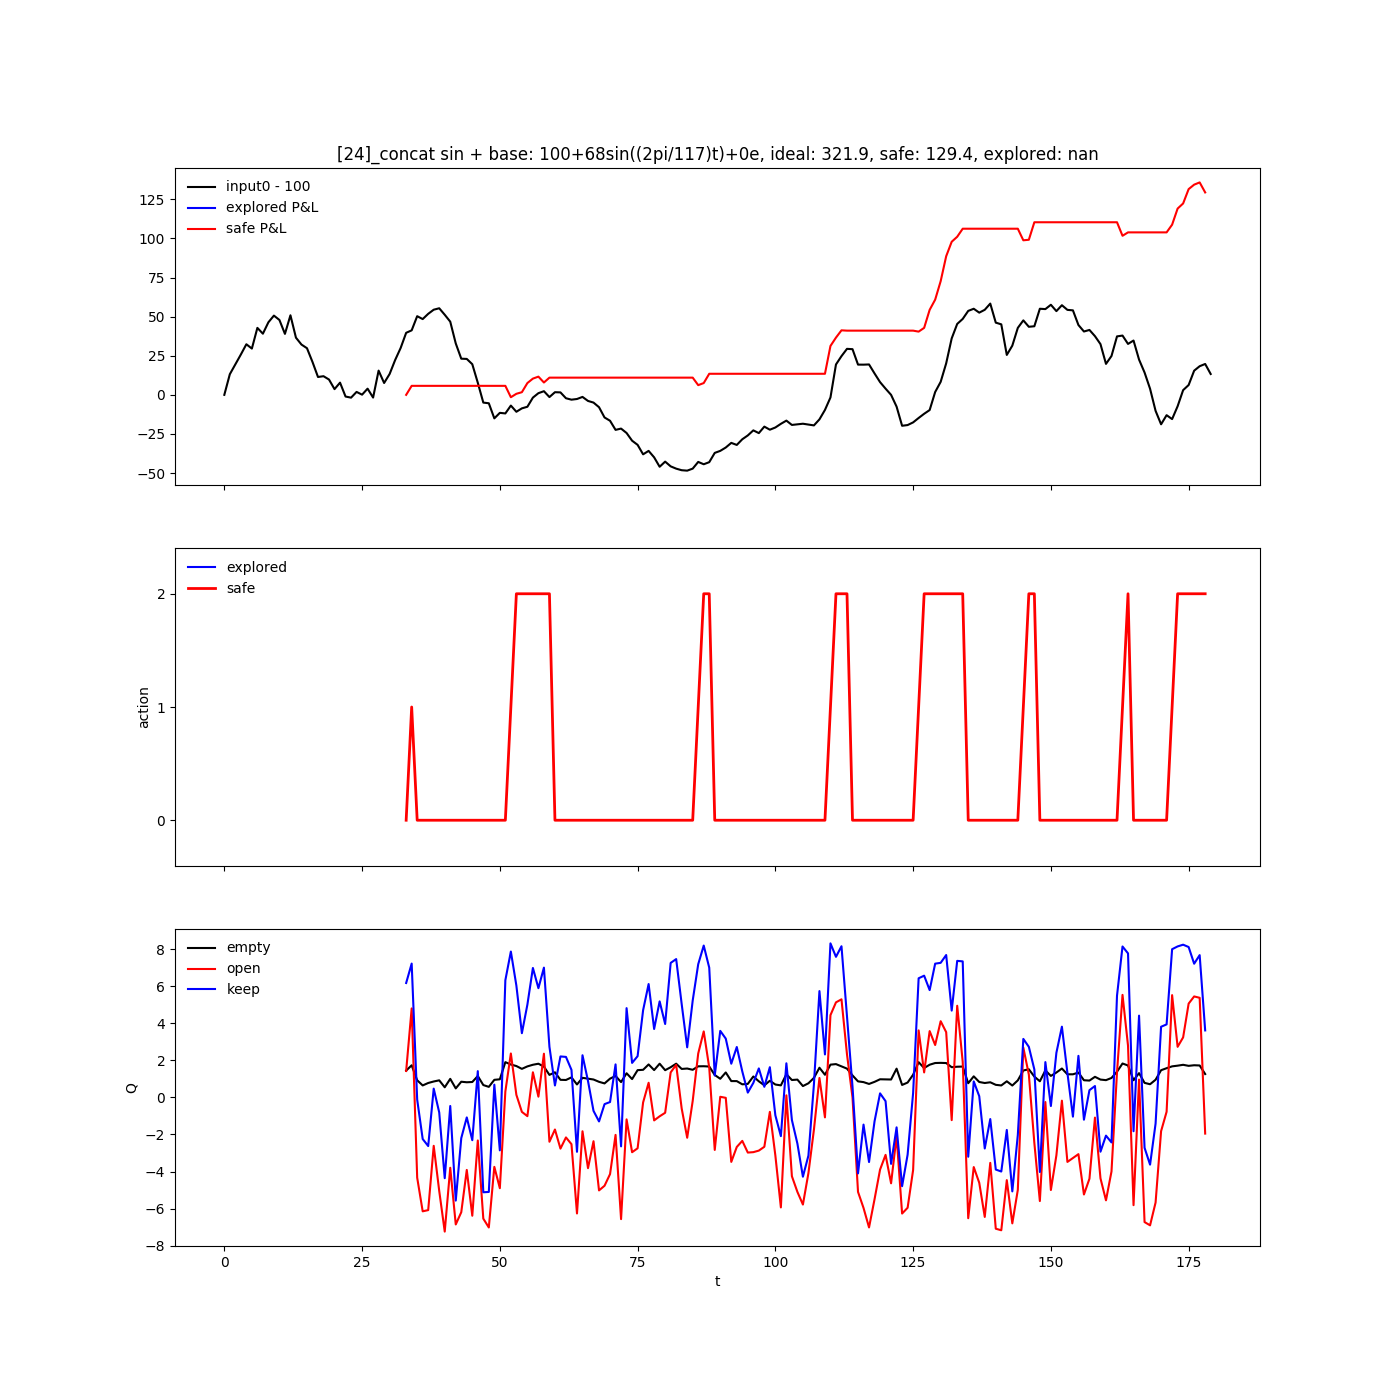 [24]_concat sin + base: 100+68sin((2pi/117)t)+0e, ideal: 321.9, safe: 129.4, explored: nan
input0 - 100
explored P&L
safe P&L
125
100
75
50
25
0
−25
−50
explored
safe
2
1
0
action
empty
open
keep
8
6
4
2
0
−2
−4
−6
−8
Q
0 25 50 75 100 125 150 175
t